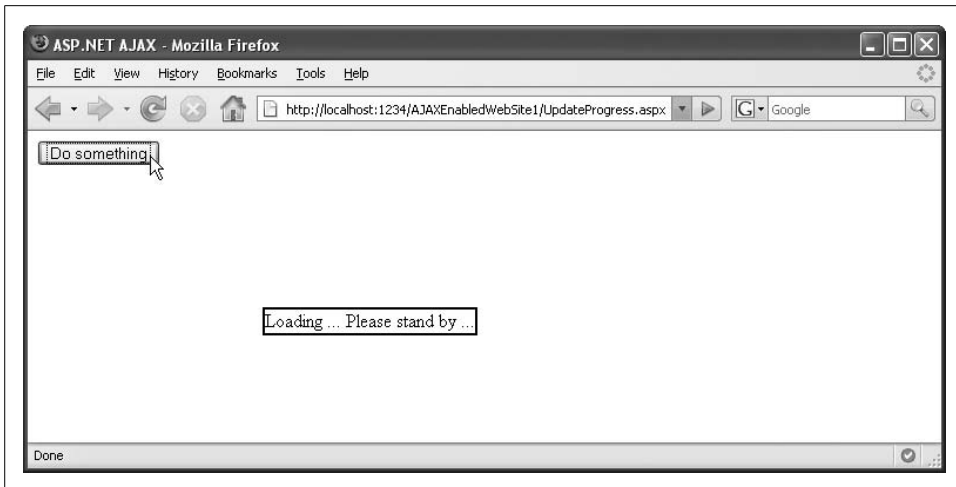 ASP.NET AJAX - Mozilla Firefox
File Edit View History Bookmarks Tools Help
http://localhost:1234/AJAXEnabledWebSite1/UpdateProgress.aspx G Google
Do something
Loading ... Please stand by ...
Done